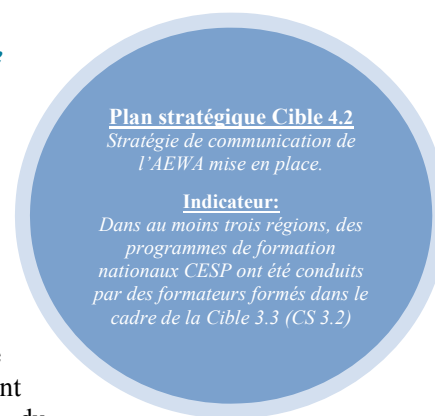 Plan stratégique Cible 4.2
Stratégie de communication de
l'AEWA mise en place.
Indicateur:
Dans au moins trois régions, des
programmes de formation
nationaux CESP ont été conduits
par des formateurs formés dans le
cadre de la Cible 3.3 (CS 3.2)